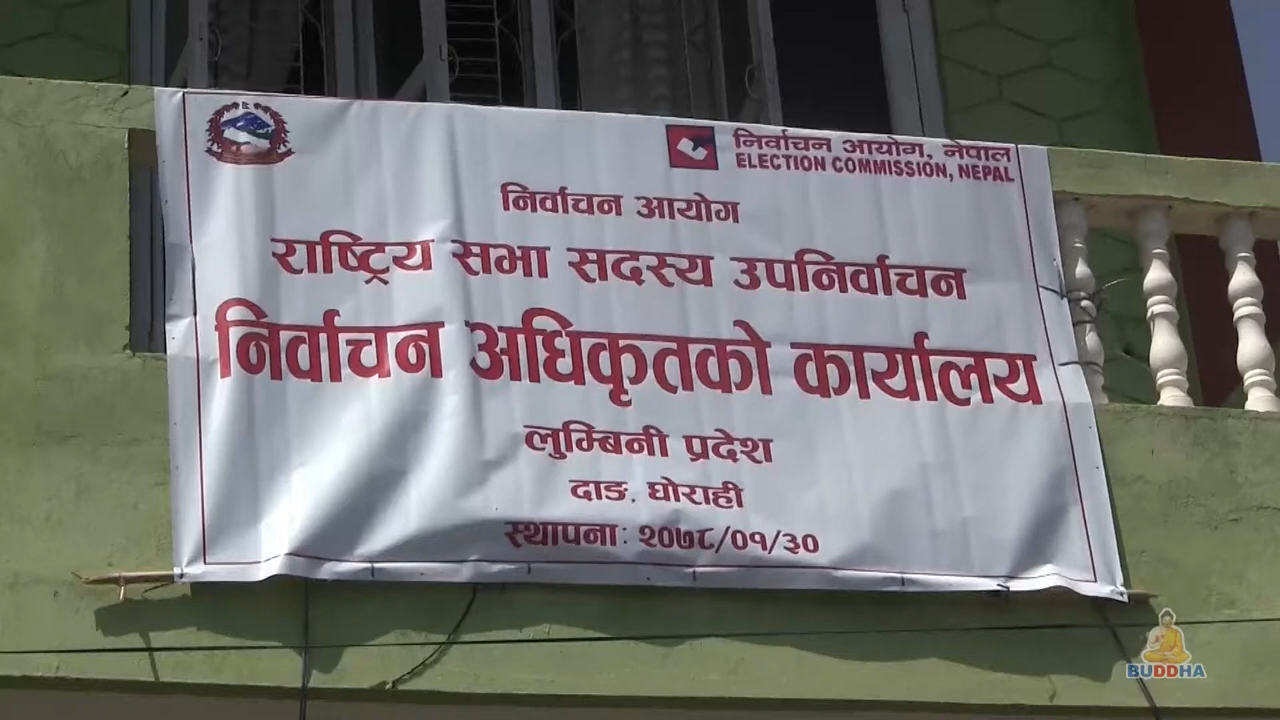 निर्वाचन आयोग, नेपाल
ELECTION COMMISSION, NEPAL
निर्वाचन आयोग
राष्ट्रिय सभा सदस्य उपनिर्वाचन
निर्वाचन अधिकृतको कार्यालय
लुम्बिनी प्रदेश
दाङ, घोराही
स्थापना: २०७८/०१/३०
BUDDHA